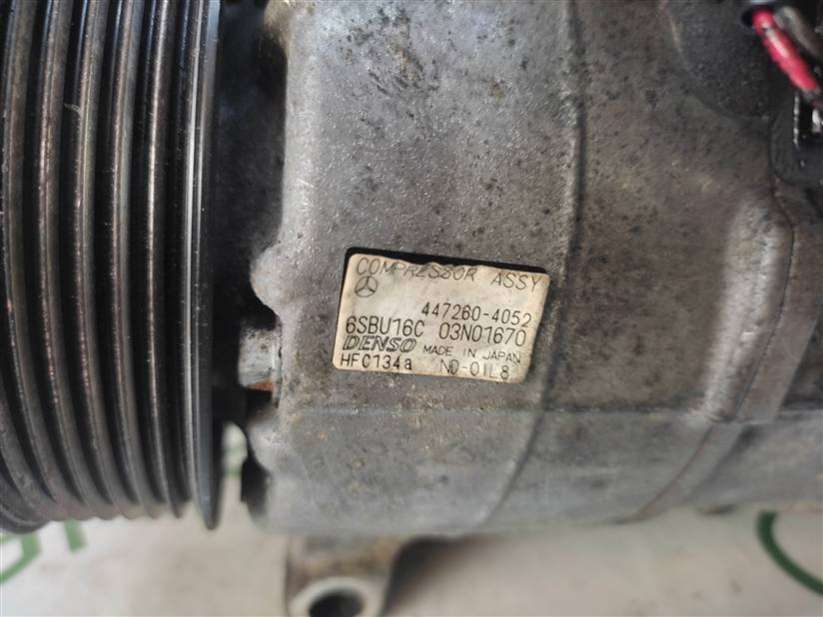 COMPRESSOR ASSY
447260-4052
6SBU16C 03N01670
DENSO MADE IN JAPAN
HFC134a ND-OIL8